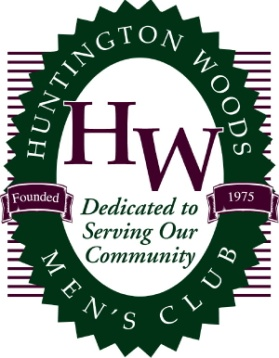 HUNTINGTON WOODS
HW
Founded
1975
Dedicated to
Serving Our
Community
MEN'S CLUB